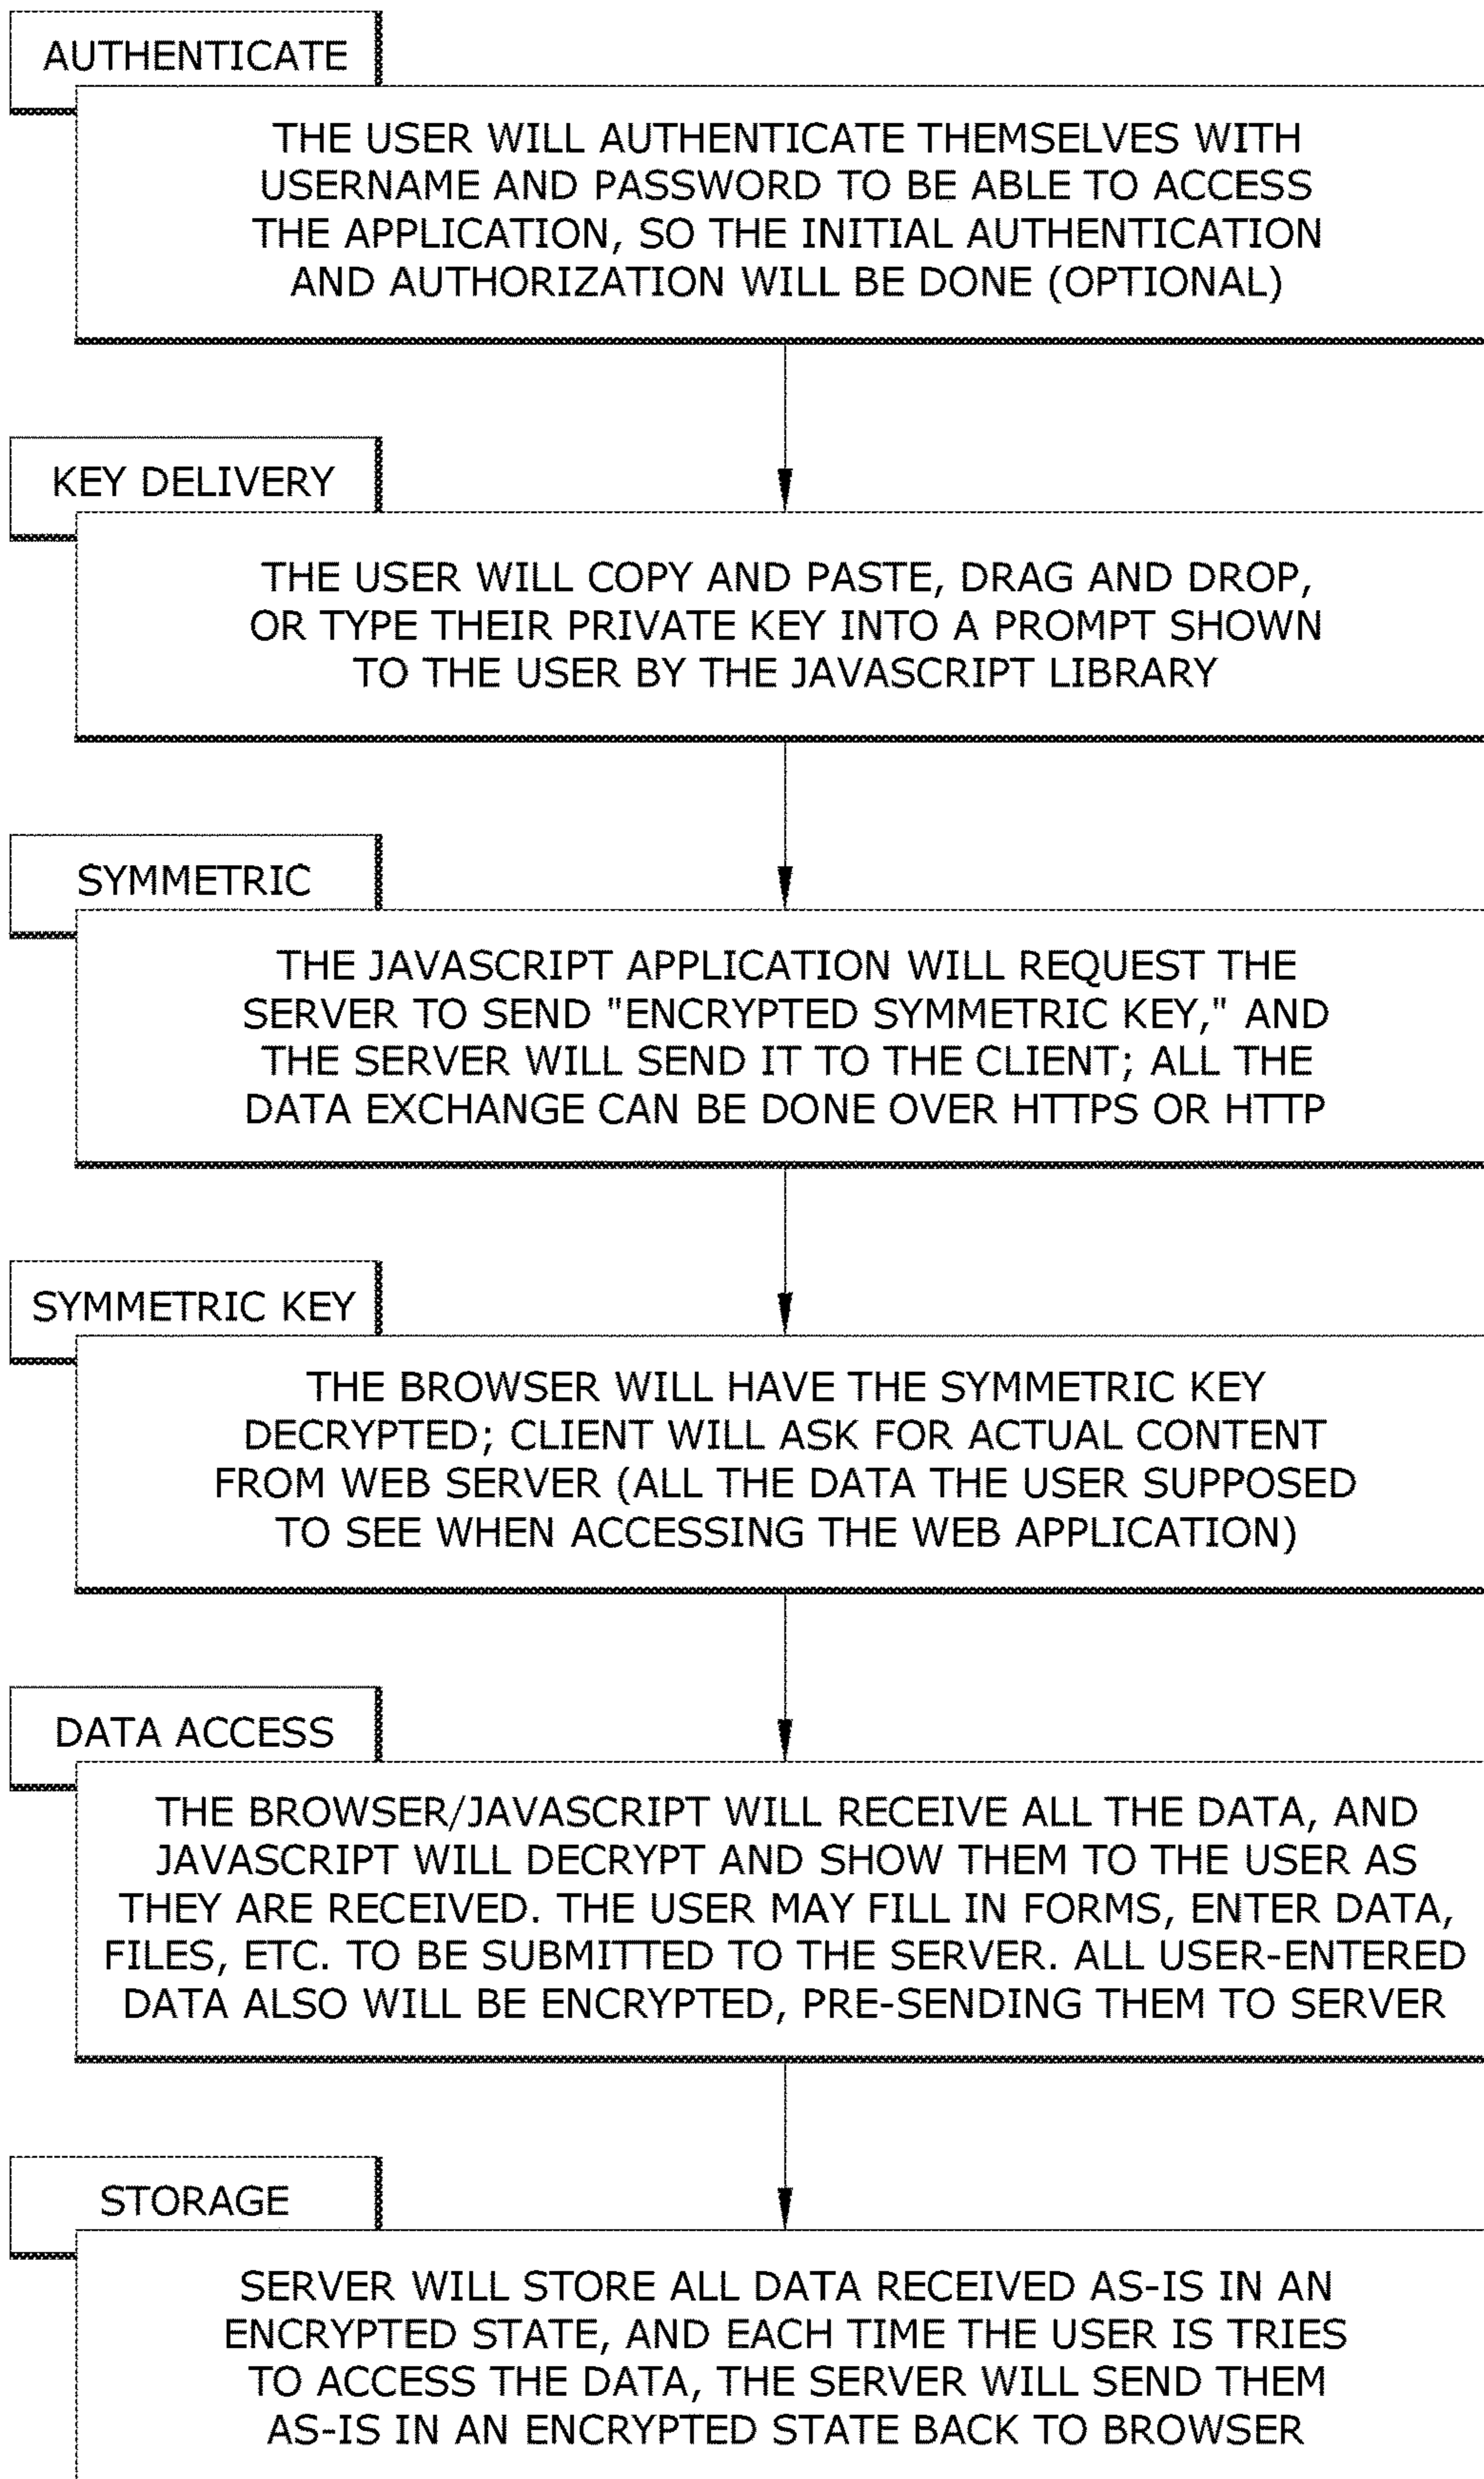 AUTHENTICATE
THE USER WILL AUTHENTICATE THEMSELVES WITH
USERNAME AND PASSWORD TO BE ABLE TO ACCESS
THE APPLICATION, SO THE INITIAL AUTHENTICATION
AND AUTHORIZATION WILL BE DONE (OPTIONAL)
KEY DELIVERY
THE USER WILL COPY AND PASTE, DRAG AND DROP,
OR TYPE THEIR PRIVATE KEY INTO A PROMPT SHOWN
TO THE USER BY THE JAVASCRIPT LIBRARY
SYMMETRIC
THE JAVASCRIPT APPLICATION WILL REQUEST THE
SERVER TO SEND "ENCRYPTED SYMMETRIC KEY," AND
THE SERVER WILL SEND IT TO THE CLIENT; ALL THE
DATA EXCHANGE CAN BE DONE OVER HTTPS OR HTTP
SYMMETRIC KEY
THE BROWSER WILL HAVE THE SYMMETRIC KEY
DECRYPTED; CLIENT WILL ASK FOR ACTUAL CONTENT
FROM WEB SERVER (ALL THE DATA THE USER SUPPOSED
TO SEE WHEN ACCESSING THE WEB APPLICATION)
DATA ACCESS
THE BROWSER/JAVASCRIPT WILL RECEIVE ALL THE DATA, AND
JAVASCRIPT WILL DECRYPT AND SHOW THEM TO THE USER AS
THEY ARE RECEIVED. THE USER MAY FILL IN FORMS, ENTER DATA,
FILES, ETC. TO BE SUBMITTED TO THE SERVER. ALL USER-ENTERED
DATA ALSO WILL BE ENCRYPTED, PRE-SENDING THEM TO SERVER
STORAGE
SERVER WILL STORE ALL DATA RECEIVED AS-IS IN AN
ENCRYPTED STATE, AND EACH TIME THE USER IS TRIES
TO ACCESS THE DATA, THE SERVER WILL SEND THEM
AS-IS IN AN ENCRYPTED STATE BACK TO BROWSER